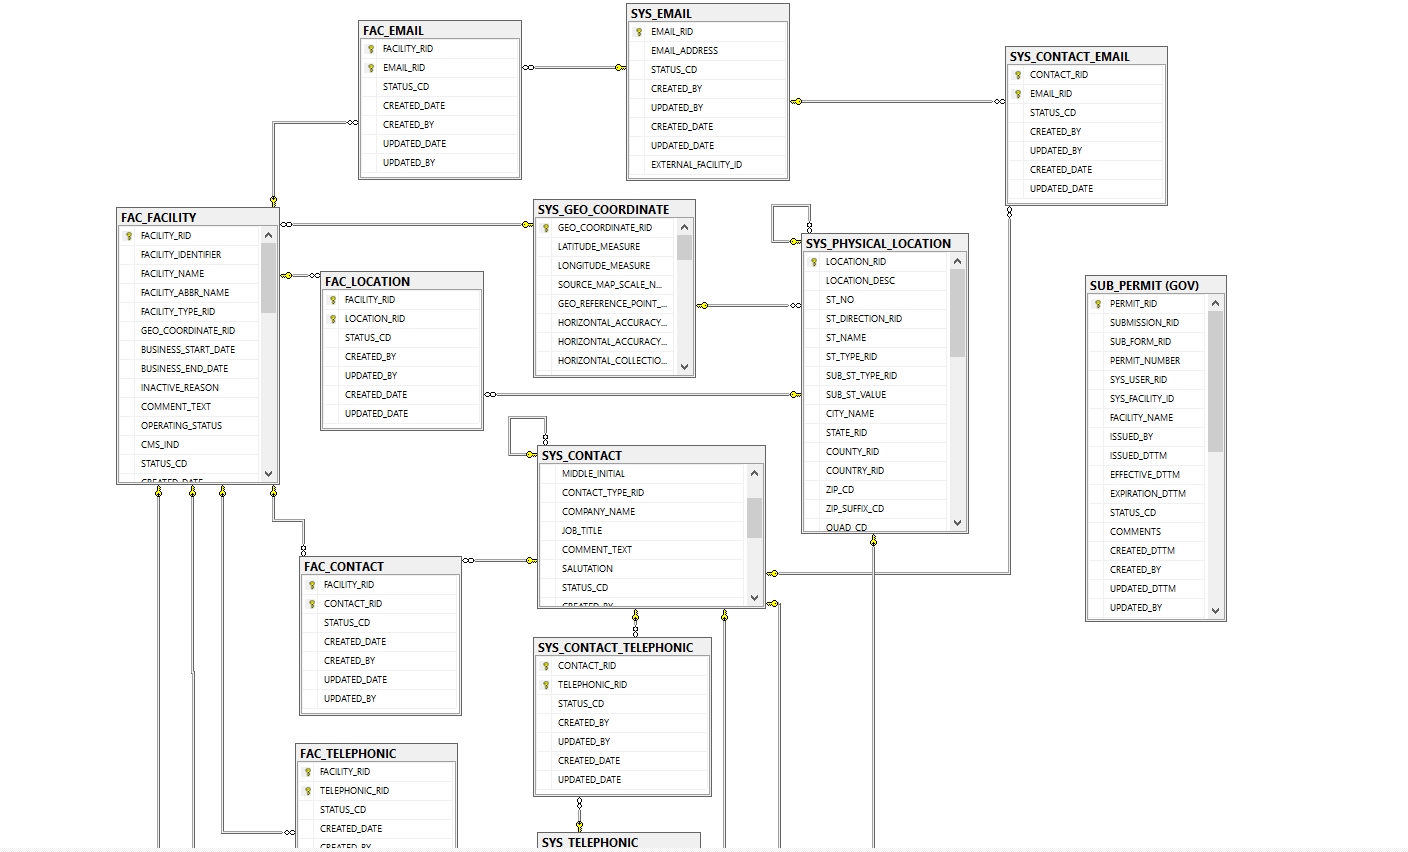 FAC_EMAIL
FACILITY_RID
EMAIL_RID
STATUS_CD
CREATED_DATE
CREATED_BY
UPDATED_DATE
UPDATED_BY
SYS_EMAIL
EMAIL_RID
EMAIL_ADDRESS
STATUS_CD
CREATED_BY
UPDATED_BY
CREATED_DATE
UPDATED_DATE
EXTERNAL_FACILITY_ID
SYS_CONTACT_EMAIL
CONTACT_RID
EMAIL_RID
STATUS_CD
CREATED_BY
UPDATED_BY
CREATED_DATE
UPDATED_DATE
FAC_FACILITY
FACILITY_RID
FACILITY_IDENTIFIER
FACILITY_NAME
FACILITY_ABBR_NAME
FACILITY_TYPE_RID
GEO_COORDINATE_RID
BUSINESS_START_DATE
BUSINESS_END_DATE
INACTIVE_REASON
COMMENT_TEXT
OPERATING_STATUS
CMS_IND
STATUS_CD
CREATED_DATE
FAC_LOCATION
FACILITY_RID
LOCATION_RID
STATUS_CD
CREATED_BY
UPDATED_BY
CREATED_DATE
UPDATED_DATE
SYS_GEO_COORDINATE
GEO_COORDINATE_RID
LATITUDE_MEASURE
LONGITUDE_MEASURE
SOURCE_MAP_SCALE_N...
GEO_REFERENCE_POINT_...
HORIZONTAL_ACCURACY...
HORIZONTAL_ACCURACY...
HORIZONTAL_COLLECTIO...
SYS_PHYSICAL_LOCATION
LOCATION_RID
LOCATION_DESC
ST_NO
ST_DIRECTION_RID
ST_NAME
ST_TYPE_RID
SUB_ST_TYPE_RID
SUB_ST_VALUE
CITY_NAME
STATE_RID
COUNTY_RID
COUNTRY_RID
ZIP_CD
ZIP_SUFFIX_CD
QUAD_CD
SUB_PERMIT (GOV)
PERMIT_RID
SUBMISSION_RID
SUB_FORM_RID
PERMIT_NUMBER
SYS_USER_RID
SYS_FACILITY_ID
FACILITY_NAME
ISSUED_BY
ISSUED_DTTM
EFFECTIVE_DTTM
EXPIRATION_DTTM
STATUS_CD
COMMENTS
CREATED_DTTM
CREATED_BY
UPDATED_DTTM
UPDATED_BY
SYS_CONTACT
MIDDLE_INITIAL
CONTACT_TYPE_RID
COMPANY_NAME
JOB_TITLE
COMMENT_TEXT
SALUTATION
STATUS_CD
CREATED_BY
FAC_CONTACT
FACILITY_RID
CONTACT_RID
STATUS_CD
CREATED_DATE
CREATED_BY
UPDATED_DATE
UPDATED_BY
SYS_CONTACT_TELEPHONIC
CONTACT_RID
TELEPHONIC_RID
STATUS_CD
CREATED_BY
UPDATED_BY
CREATED_DATE
UPDATED_DATE
FAC_TELEPHONIC
FACILITY_RID
TELEPHONIC_RID
STATUS_CD
CREATED_DATE
CREATED_BY
SYS_TELEPHONIC